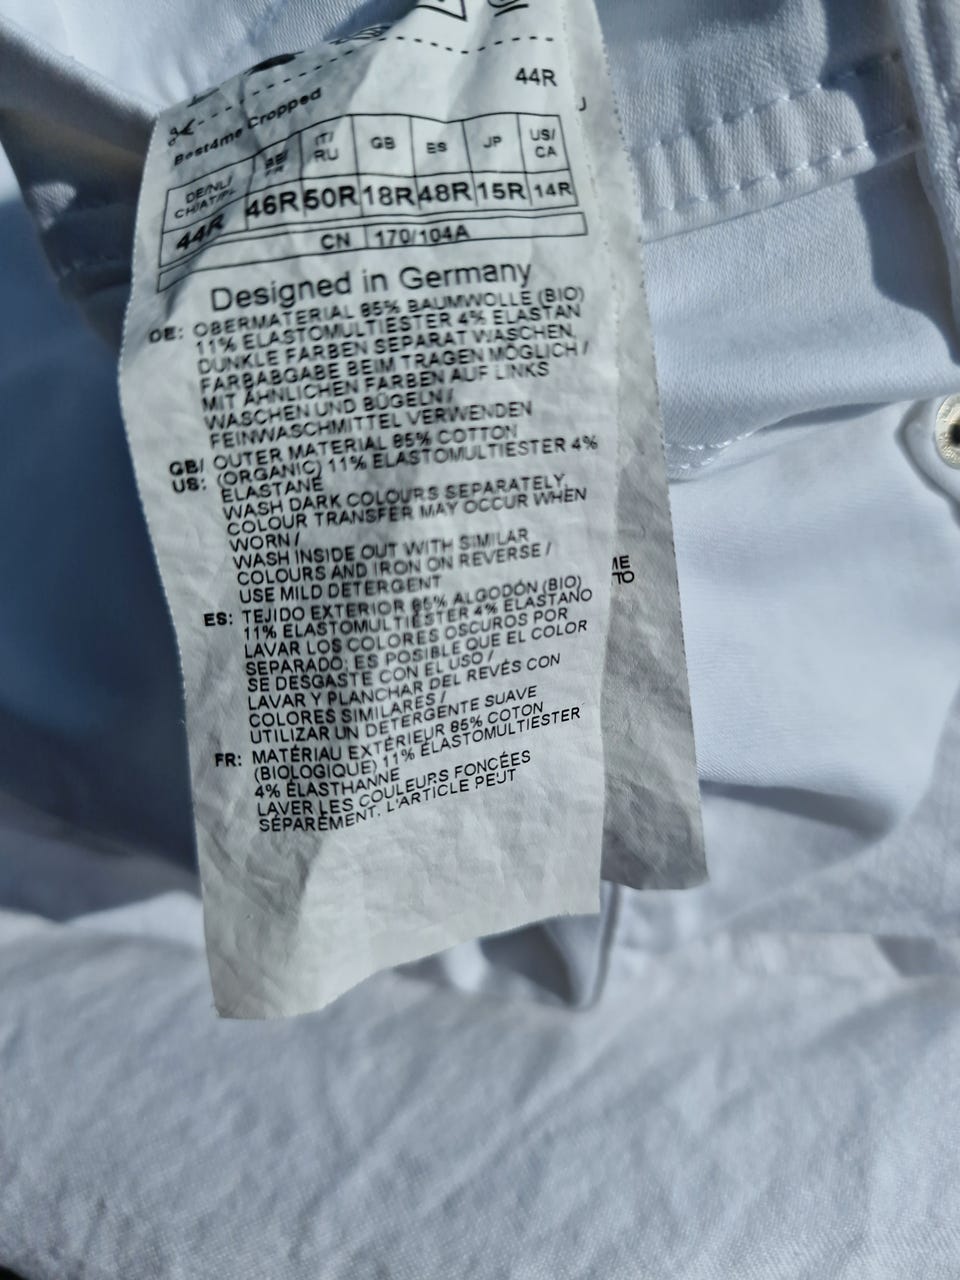 44R
Best4me Cropped
DE/NL/ BE/ IT/ GB ES JP US/
CH/AT/PL FR RU CA
44R 46R 50R 18R 48R 15R 14R
CN 170/104A
Designed in Germany
DE: OBERMATERIAL 85% BAUMWOLLE (BIO)
11% ELASTOMULTIESTER 4% ELASTAN
DUNKLE FARBEN SEPARAT WASCHEN,
FARBABGABE BEIM TRAGEN MÖGLICH /
MIT ÄHNLICHEN FARBEN AUF LINKS
WASCHEN UND BÜGELN /
FEINWASCHMITTEL VERWENDEN
GB/ OUTER MATERIAL 85% COTTON
US: (ORGANIC) 11% ELASTOMULTIESTER 4%
ELASTANE
WASH DARK COLOURS SEPARATELY,
COLOUR TRANSFER MAY OCCUR WHEN
WORN /
WASH INSIDE OUT WITH SIMILAR
COLOURS AND IRON ON REVERSE /
USE MILD DETERGENT
ES: TEJIDO EXTERIOR 85% ALGODÓN (BIO)
11% ELASTOMULTIÉSTER 4% ELASTANO
LAVAR LOS COLORES OSCUROS POR
SEPARADO; ES POSIBLE QUE EL COLOR
SE DESGASTE CON EL USO /
LAVAR Y PLANCHAR DEL REVÉS CON
COLORES SIMILARES /
UTILIZAR UN DETERGENTE SUAVE
FR: MATÉRIAU EXTÉRIEUR 85% COTON
(BIOLOGIQUE) 11% ÉLASTOMULTIESTER
4% ÉLASTHANNE
LAVER LES COULEURS FONCÉES
SÉPARÉMENT, L'ARTICLE PEUT